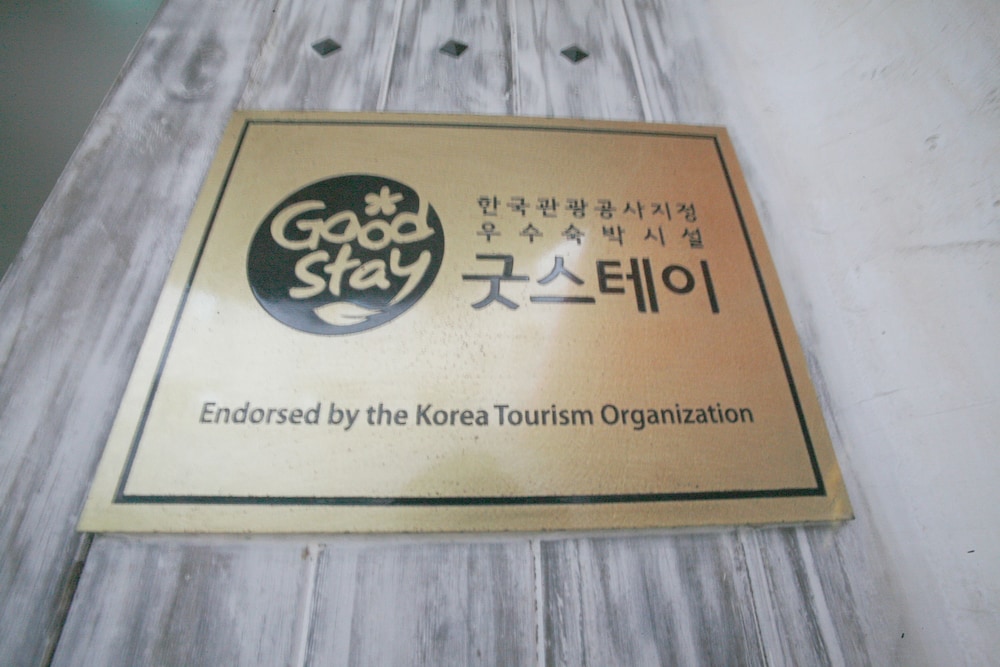 Good
Stay
한국관광공사지정
우수숙박시설
굿스테이
Endorsed by the Korea Tourism Organization